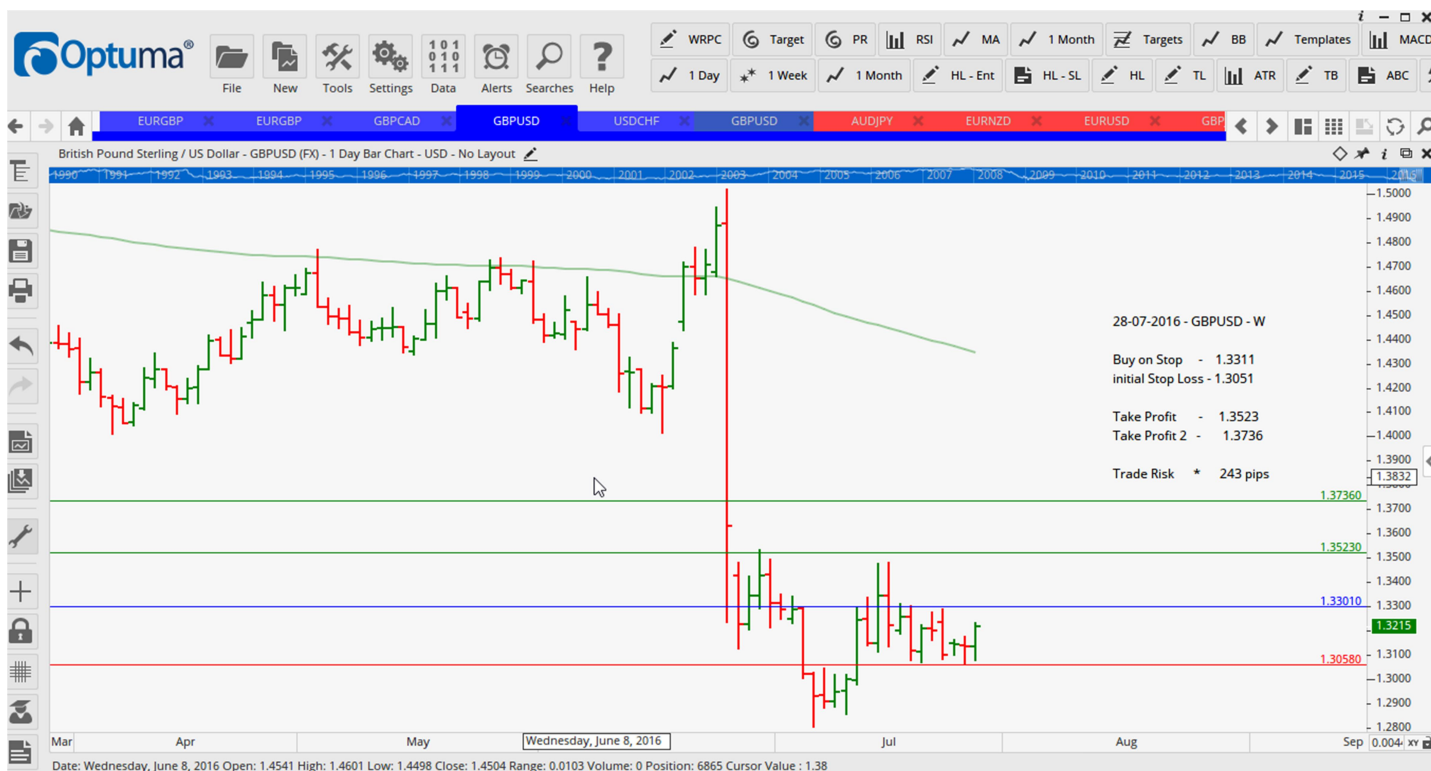 i
Optuma®
File
New
Tools
Settings
101
010
111
Data
Alerts
Searches
?
Help
WRPC
Target
PR
RSI
MA
1 Month
Targets
BB
Templates
MACD
1 Day
1 Week
1 Month
HL - Ent
HL - SL
HL
TL
ATR
TB
ABC
EURGBP
EURGBP
GBPCAD
GBPUSD
USDCHF
GBPUSD
AUDJPY
EURNZD
EURUSD
GBP
British Pound Sterling / US Dollar - GBPUSD (FX) - 1 Day Bar Chart - USD - No Layout
i
1990 1991 1992 1993 1994 1995 1996 1997 1998 1999 2000 2001 2002 2003 2004 2005 2006 2007 2008 2009 2010 2011 2012 2013 2014 2015
1.5000
1.4900
1.4800
1.4700
1.4600
1.4500
1.4400
1.4300
1.4200
1.4100
1.4000
1.3900
1.3832
1.3700
1.3600
1.3500
1.3400
1.3300
1.3215
1.3100
1.3000
1.2900
1.2800
28-07-2016 - GBPUSD - W
Buy on Stop - 1.3311
initial Stop Loss - 1.3051
Take Profit - 1.3523
Take Profit 2 - 1.3736
Trade Risk * 243 pips
1.37360
1.35230
1.33010
1.30580
Mar Apr May Wednesday, June 8, 2016 Jul Aug Sep 0.004 XY
Date: Wednesday, June 8, 2016 Open: 1.4541 High: 1.4601 Low: 1.4498 Close: 1.4504 Range: 0.0103 Volume: 0 Position: 6865 Cursor Value : 1.38